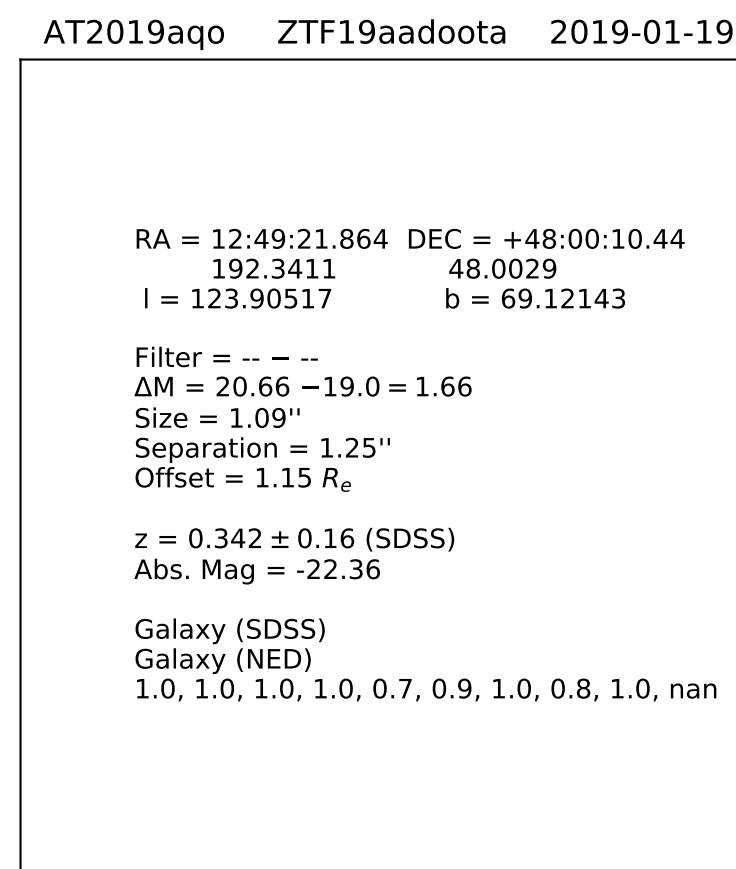 AT2019aqo ZTF19aadoota 2019-01-19
RA = 12:49:21.864 DEC = +48:00:10.44
192.3411 48.0029
l = 123.90517 b = 69.12143
Filter = -- − --
ΔM = 20.66 −19.0 = 1.66
Size = 1.09''
Separation = 1.25''
Offset = 1.15 Rₑ
z = 0.342 ± 0.16 (SDSS)
Abs. Mag = -22.36
Galaxy (SDSS)
Galaxy (NED)
1.0, 1.0, 1.0, 1.0, 0.7, 0.9, 1.0, 0.8, 1.0, nan